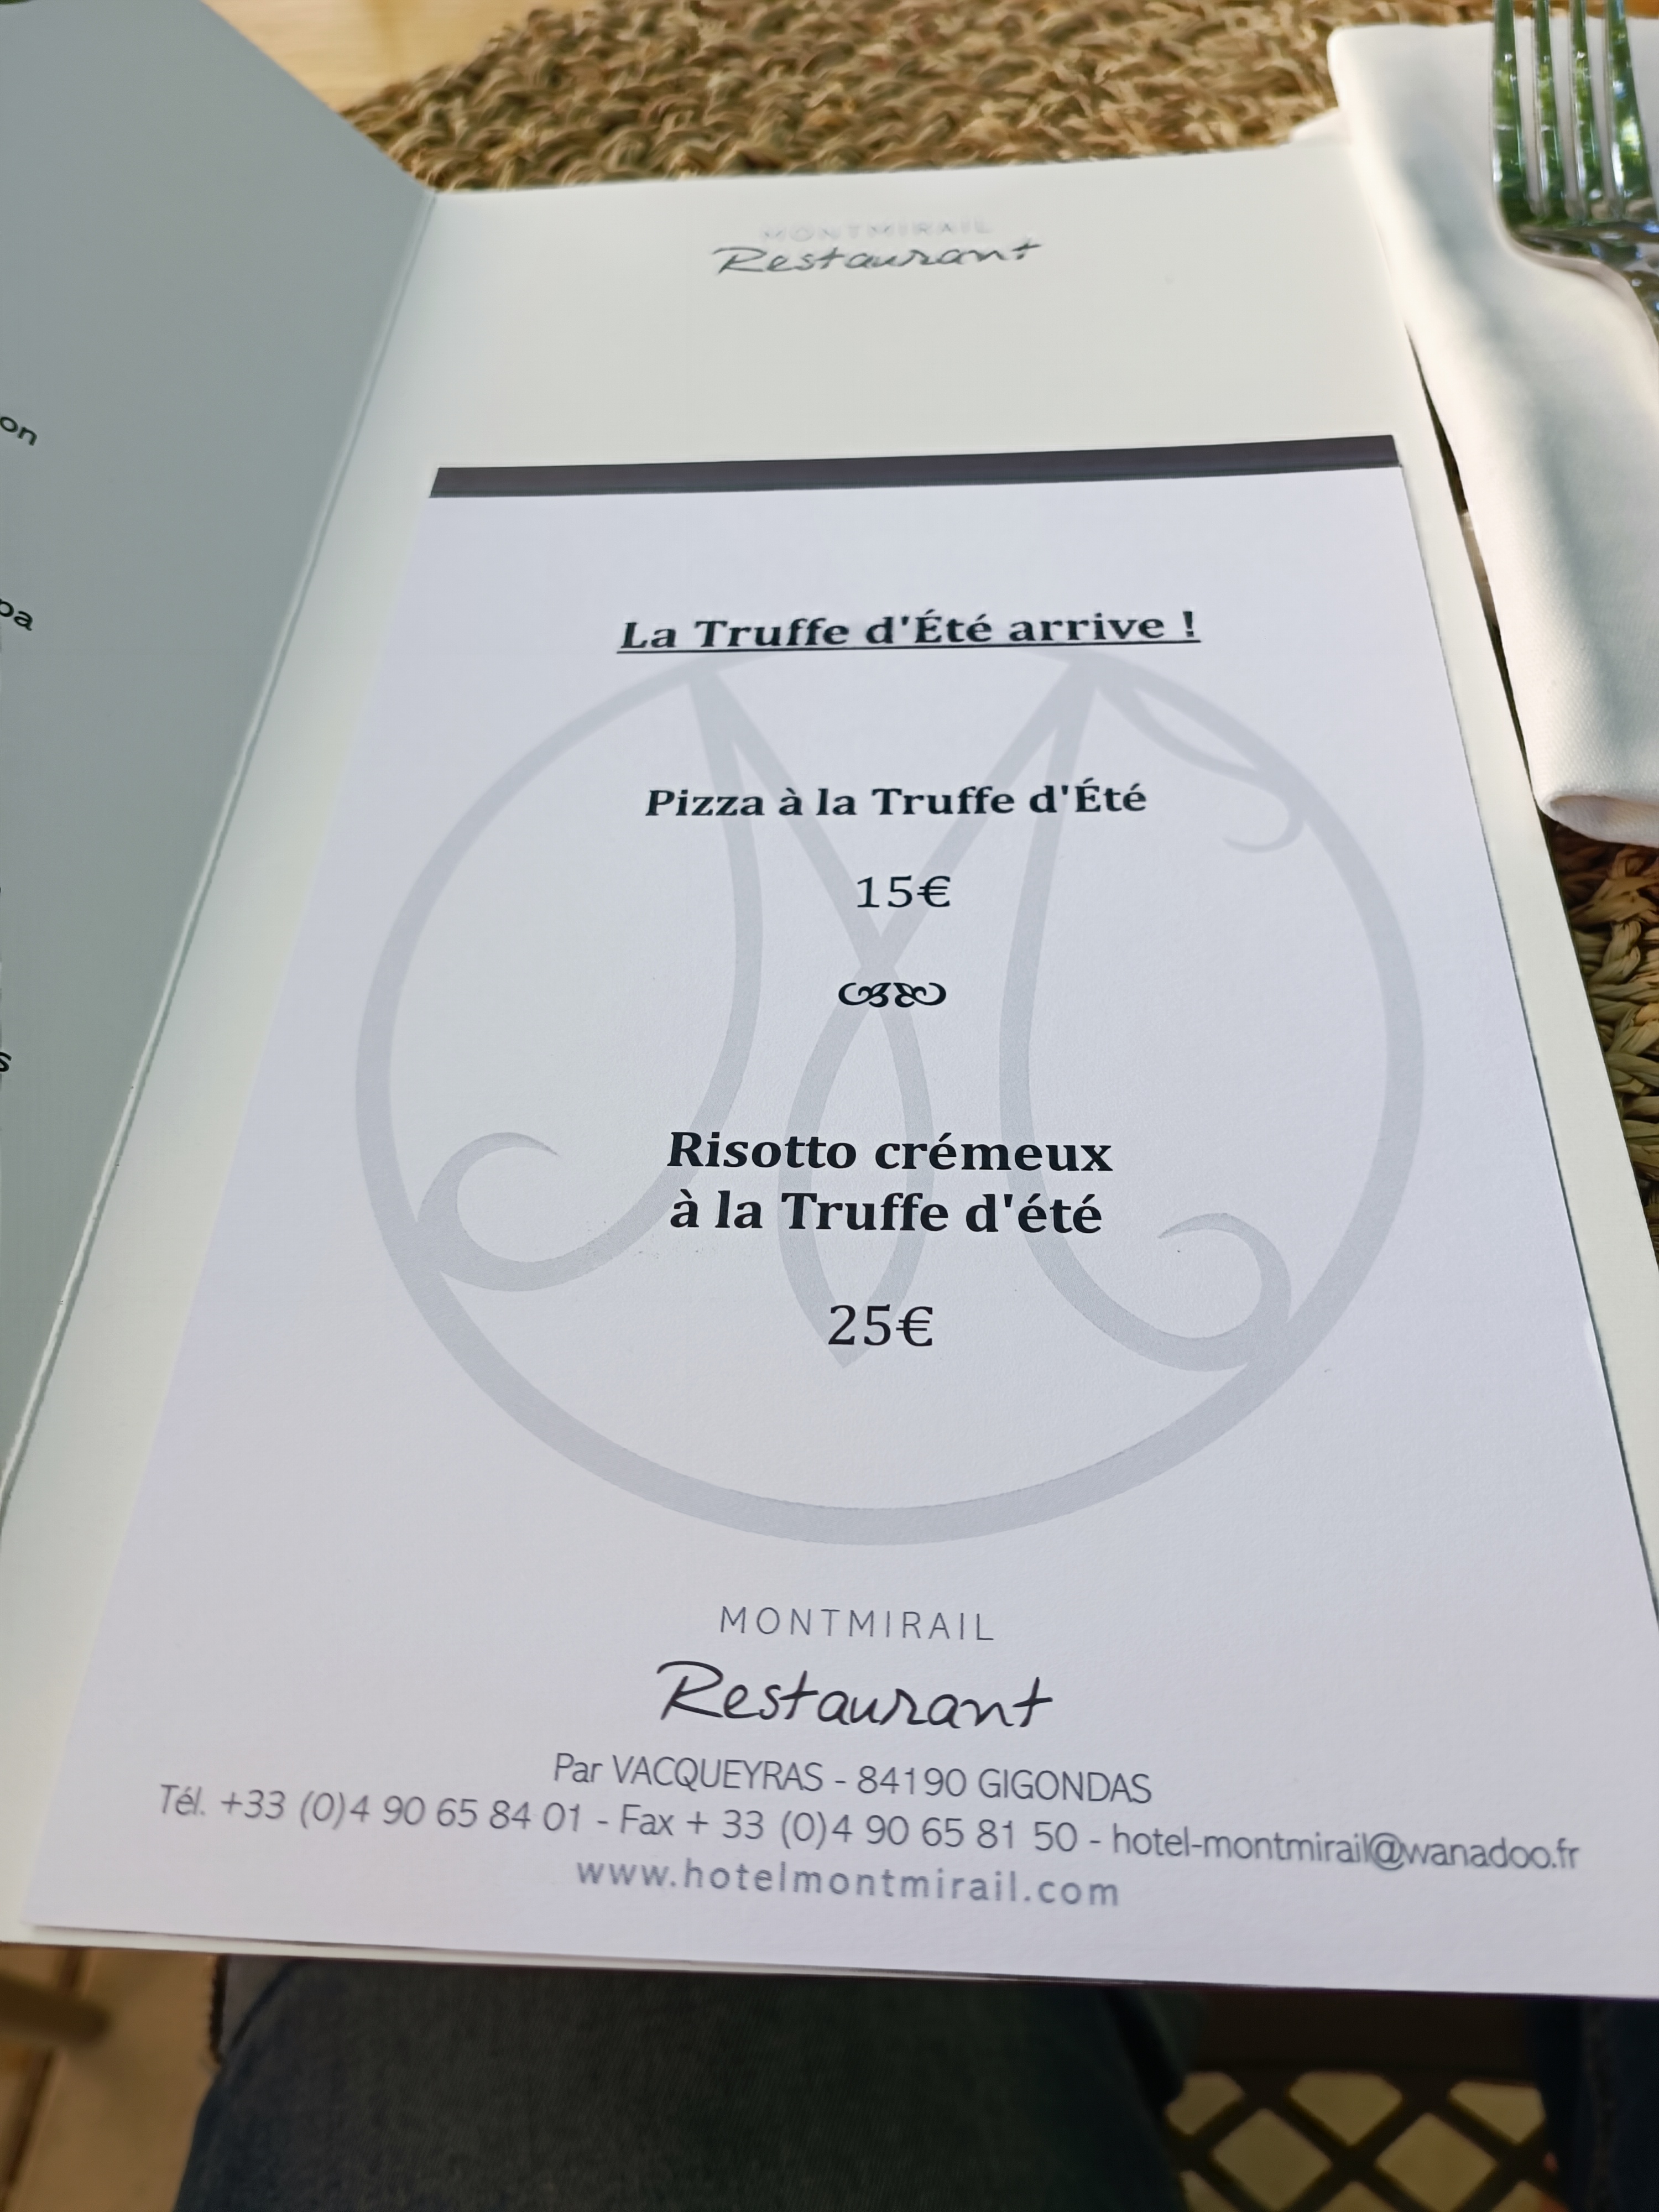 on
pa
s
MONTMIRAIL
Restaurant
La Truffe d'Été arrive !
Pizza à la Truffe d'Été
15€
Risotto crémeux
à la Truffe d'été
25€
MONTMIRAIL
Restaurant
Par VACQUEYRAS - 84190 GIGONDAS
Tél. +33 (0)4 90 65 84 01 - Fax + 33 (0)4 90 65 81 50 - hotel-montmirail@wanadoo.fr
www.hotelmontmirail.com